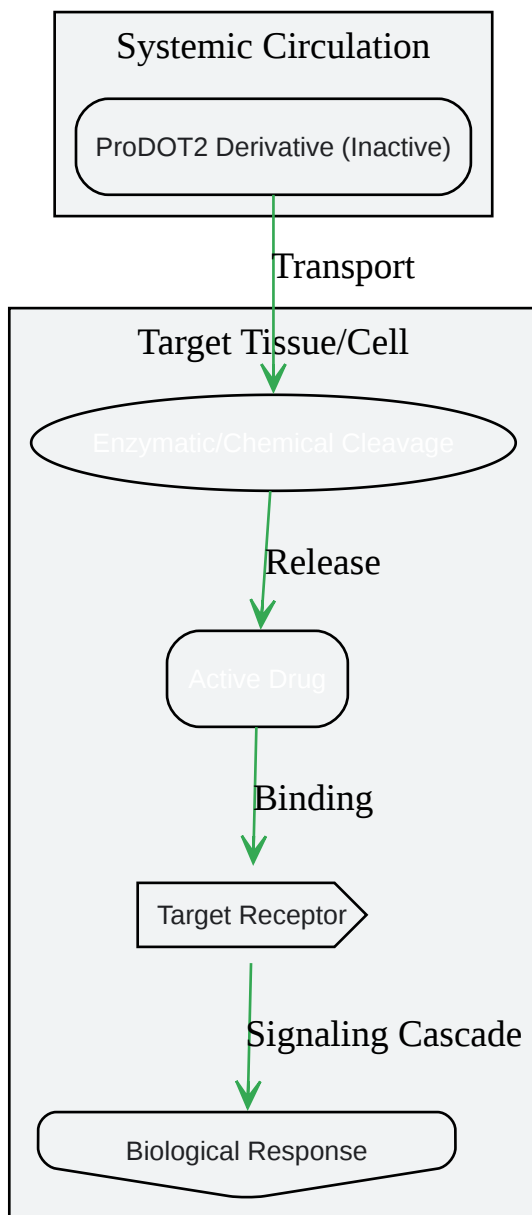 Systemic Circulation
ProDOT2 Derivative (Inactive)
Transport
Target Tissue/Cell
Enzymatic/Chemical Cleavage
Release
Active Drug
Binding
Target Receptor
Signaling Cascade
Biological Response